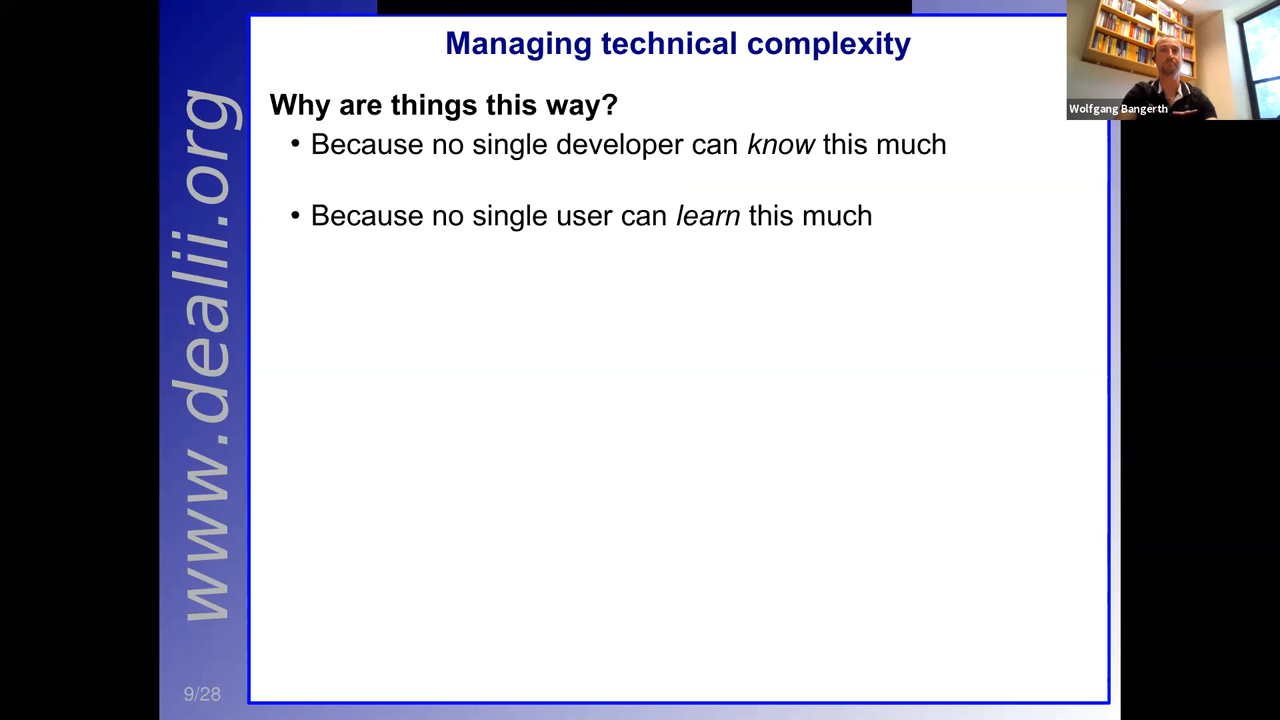 Managing technical complexity
Why are things this way?
• Because no single developer can know this much
• Because no single user can learn this much
www.dealii.org
9/28
Wolfgang Bangerth